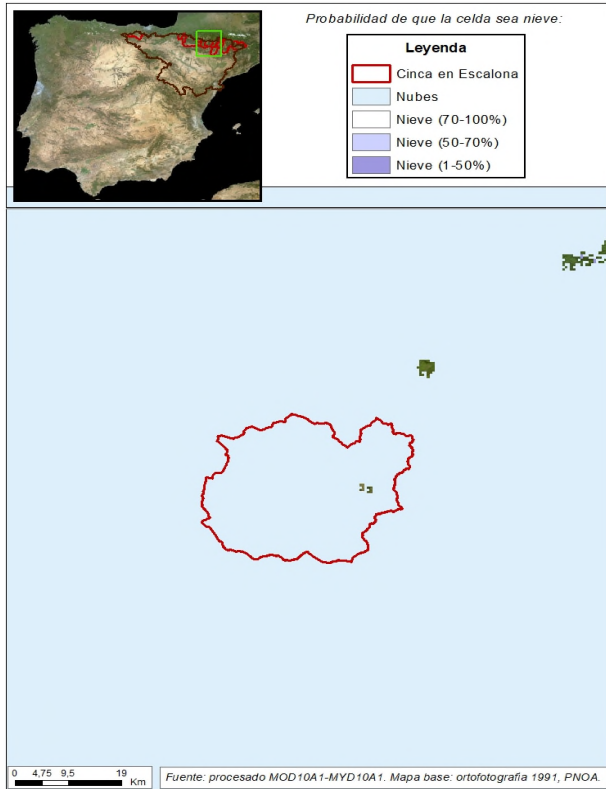 Probabilidad de que la celda sea nieve:
Leyenda
Cinca en Escalona
Nubes
Nieve (70-100%)
Nieve (50-70%)
Nieve (1-50%)
0 4,75 9,5 19
Km
Fuente: procesado MOD10A1-MYD10A1. Mapa base: ortofotografia 1991, PNOA.